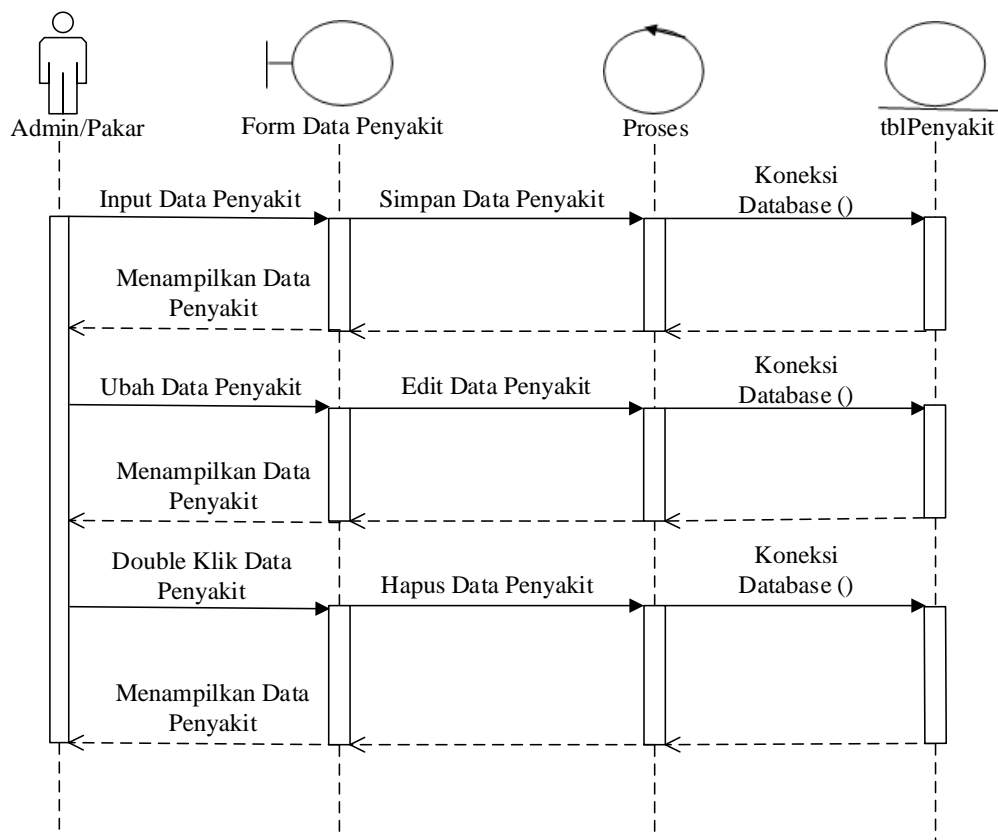 Admin/Pakar
Form Data Penyakit
Proses
tblPenyakit
Input Data Penyakit
Simpan Data Penyakit
Koneksi
Database ()
Menampilkan Data
Penyakit
Ubah Data Penyakit
Edit Data Penyakit
Koneksi
Database ()
Menampilkan Data
Penyakit
Double Klik Data
Penyakit
Hapus Data Penyakit
Koneksi
Database ()
Menampilkan Data
Penyakit